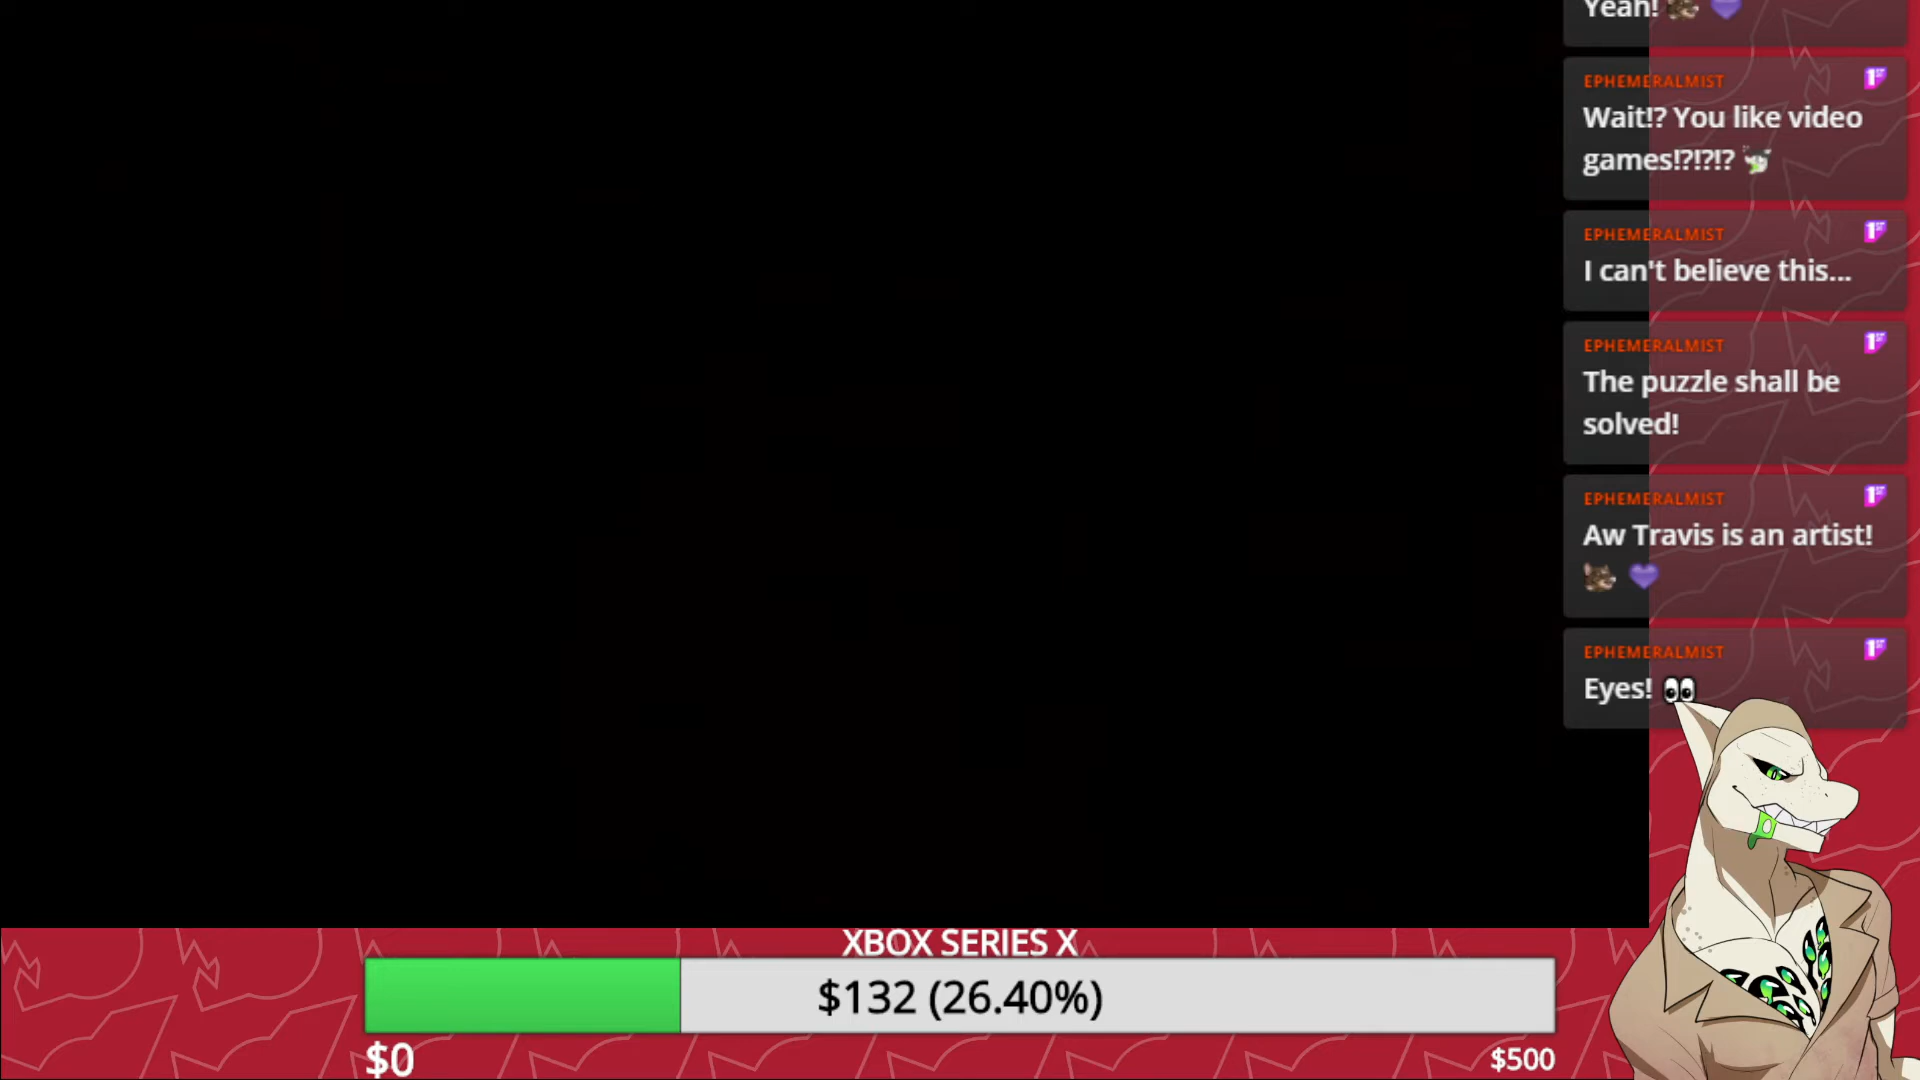 Yeah!
EPHEMERALMIST
Wait!? You like video
games!?!?!?
EPHEMERALMIST
I can't believe this...
EPHEMERALMIST
The puzzle shall be
solved!
EPHEMERALMIST
Aw Travis is an artist!
EPHEMERALMIST
Eyes! 👀
XBOX SERIES X
$132 (26.40%)
$0
$500